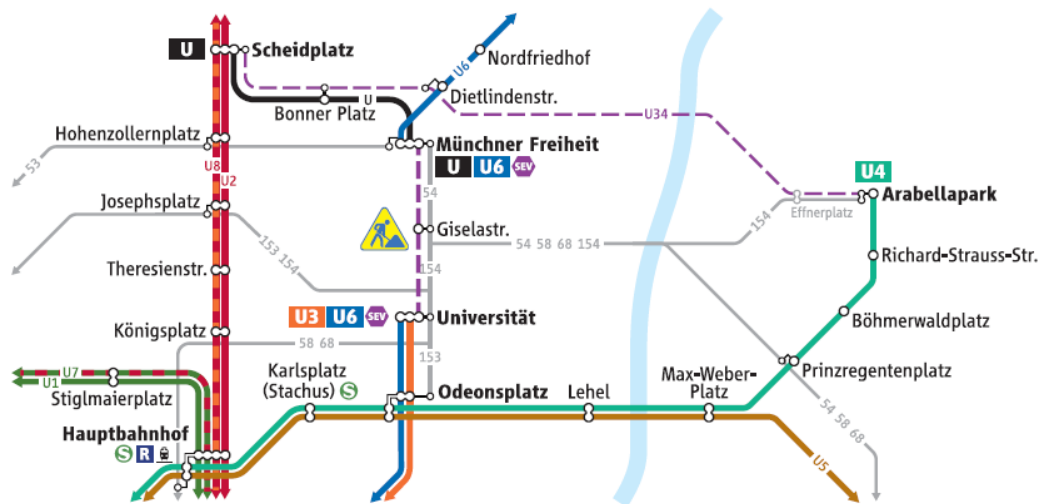 U
Scheidplatz
Nordfriedhof
U6
Dietlindenstr.
U
Bonner Platz
U34
Hohenzollernplatz
Münchner Freiheit
U8
U2
53
U
U6
SEV
54
U4
Arabellapark
Effnerplatz
Josephsplatz
Giselastr.
154
153 154
54 58 68 154
154
Richard-Strauss-Str.
Theresienstr.
U3
U6
SEV
Universität
Böhmerwaldplatz
Königsplatz
58 68
153
Prinzregentenplatz
U7
U1
Stiglmaierplatz
Karlsplatz
(Stachus)
S
Odeonsplatz
Lehel
Max-Weber-
Platz
54 58 68
Hauptbahnhof
S
R
U5